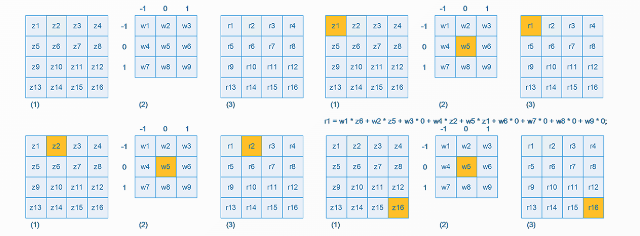 -1 0 1 -1 0 1
z1 z2 z3 z4 -1 w1 w2 w3 r1 r2 r3 r4 z1 z2 z3 z4 -1 w1 w2 w3 r1 r2 r3 r4
z5 z6 z7 z8 0 w4 w5 w6 r5 r6 r7 r8 z5 z6 z7 z8 0 w4 w5 w6 r5 r6 r7 r8
z9 z10 z11 z12 1 w7 w8 w9 r9 r10 r11 r12 z9 z10 z11 z12 1 w7 w8 w9 r9 r10 r11 r12
z13 z14 z15 z16 r13 r14 r15 r16 z13 z14 z15 z16 r13 r14 r15 r16
(1) (2) (3) (1) (2) (3)
r1 = w1 * z6 + w2 * z5 + w3 * 0 + w4 * z2 + w5 * z1 + w6 * 0 + w7 * 0 + w8 * 0 + w9 * 0;
-1 0 1 -1 0 1
z1 z2 z3 z4 -1 w1 w2 w3 r1 r2 r3 r4 z1 z2 z3 z4 -1 w1 w2 w3 r1 r2 r3 r4
z5 z6 z7 z8 0 w4 w5 w6 r5 r6 r7 r8 z5 z6 z7 z8 0 w4 w5 w6 r5 r6 r7 r8
z9 z10 z11 z12 1 w7 w8 w9 r9 r10 r11 r12 z9 z10 z11 z12 1 w7 w8 w9 r9 r10 r11 r12
z13 z14 z15 z16 r13 r14 r15 r16 z13 z14 z15 z16 r13 r14 r15 r16
(1) (2) (3) (1) (2) (3)